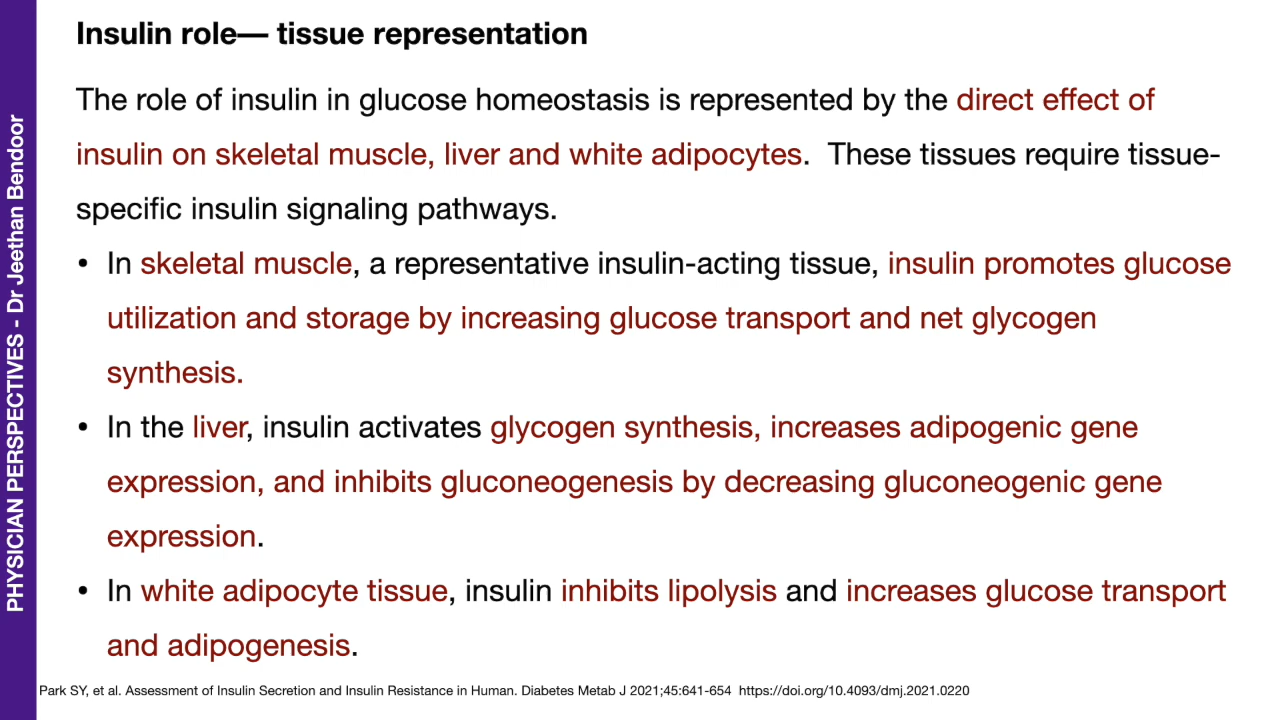 Insulin role— tissue representation
The role of insulin in glucose homeostasis is represented by the direct effect of
insulin on skeletal muscle, liver and white adipocytes.  These tissues require tissue-
specific insulin signaling pathways.
• In skeletal muscle, a representative insulin-acting tissue, insulin promotes glucose
utilization and storage by increasing glucose transport and net glycogen
synthesis.
• In the liver, insulin activates glycogen synthesis, increases adipogenic gene
expression, and inhibits gluconeogenesis by decreasing gluconeogenic gene
expression.
• In white adipocyte tissue, insulin inhibits lipolysis and increases glucose transport
and adipogenesis.
Park SY, et al. Assessment of Insulin Secretion and Insulin Resistance in Human. Diabetes Metab J 2021;45:641-654  https://doi.org/10.4093/dmj.2021.0220
PHYSICIAN PERSPECTIVES - Dr Jeethan Bendoor